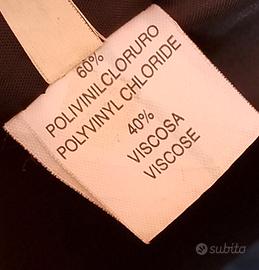 60%
POLIVINILCLORURO
POLYVINYL CHLORIDE
40%
VISCOSA
VISCOSE
subito